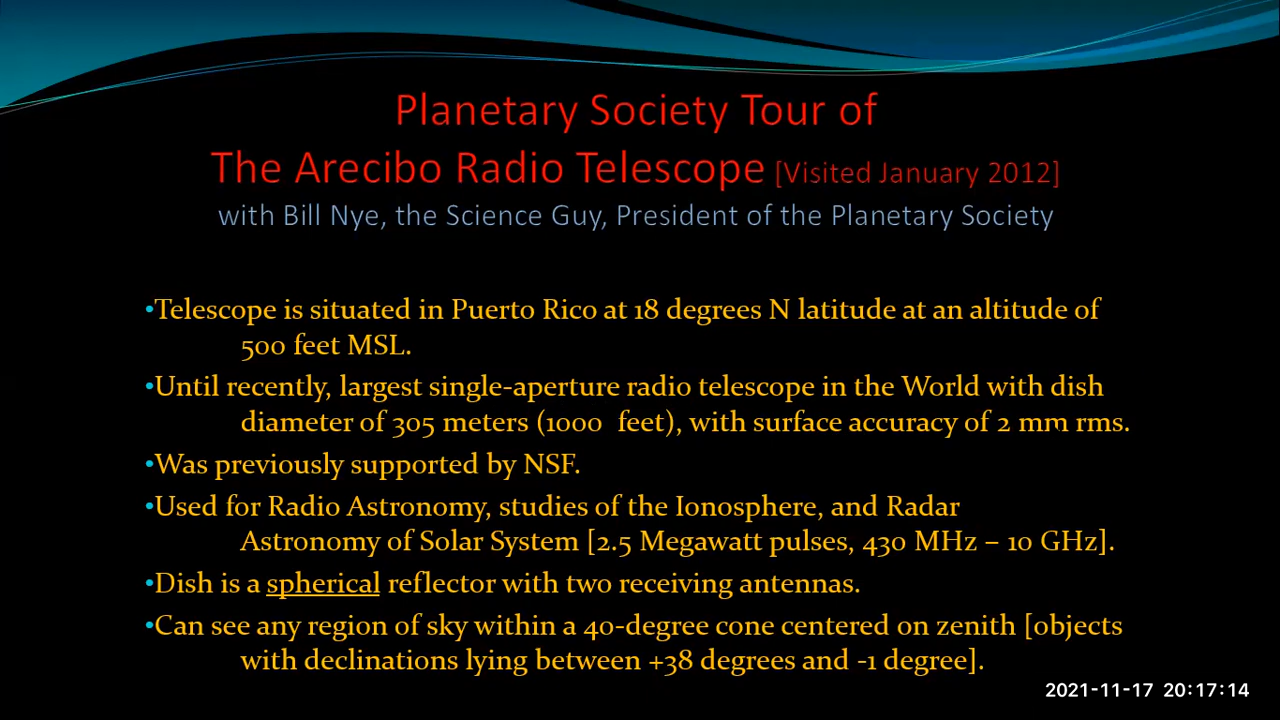 Planetary Society Tour of
The Arecibo Radio Telescope [Visited January 2012]
with Bill Nye, the Science Guy, President of the Planetary Society
•Telescope is situated in Puerto Rico at 18 degrees N latitude at an altitude of
500 feet MSL.
•Until recently, largest single-aperture radio telescope in the World with dish
diameter of 305 meters (1000 feet), with surface accuracy of 2 mm rms.
•Was previously supported by NSF.
•Used for Radio Astronomy, studies of the Ionosphere, and Radar
Astronomy of Solar System [2.5 Megawatt pulses, 430 MHz – 10 GHz].
•Dish is a spherical reflector with two receiving antennas.
•Can see any region of sky within a 40-degree cone centered on zenith [objects
with declinations lying between +38 degrees and -1 degree].
2021-11-17 20:17:14